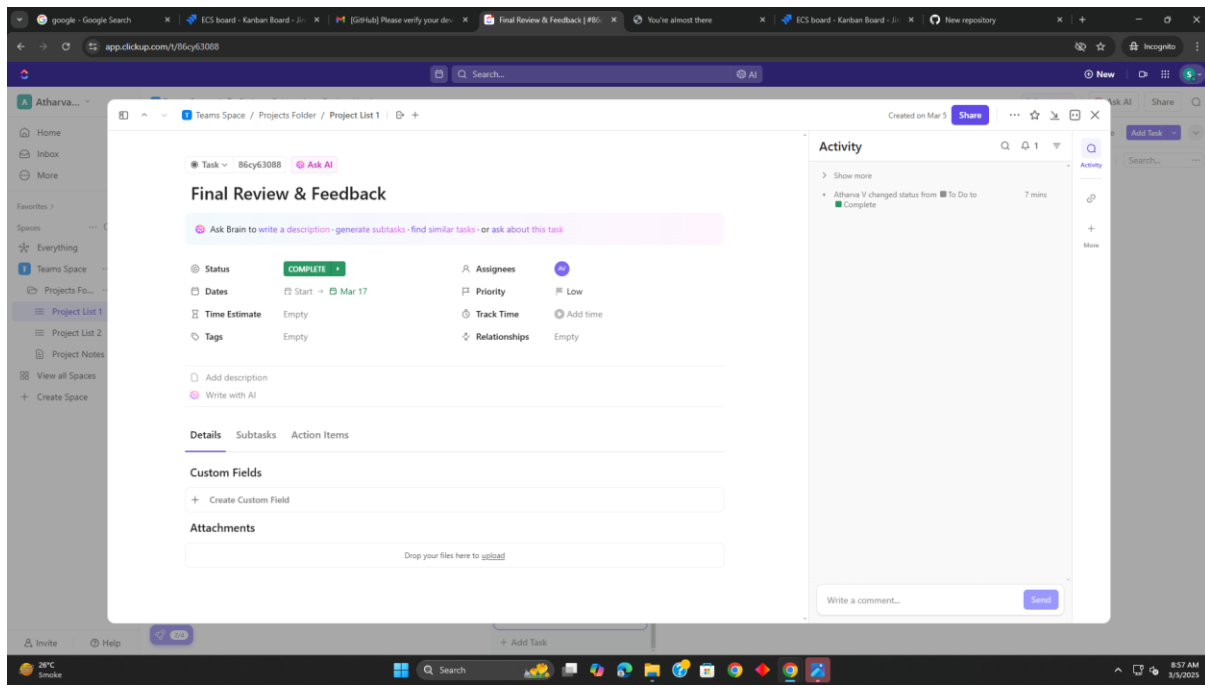 google - Google Search
ECS board - Kanban Board - Jir
[GitHub] Please verify your dev
Final Review & Feedback | #86c
You're almost there
ECS board - Kanban Board - Jir
New repository
app.clickup.com/t/86cy63088
Incognito
Search...
AI
New
S
A Atharva...
Ask AI
Share
Teams Space / Projects Folder / Project List 1
Created on Mar 5
Share
Home
Inbox
More
Add Task
Search...
Favorites
Spaces
Everything
Teams Space
Projects Fo...
Project List 1
Project List 2
Project Notes
View all Spaces
Create Space
Invite
Help
Task
86cy63088
Ask AI
Final Review & Feedback
Ask Brain to write a description - generate subtasks - find similar tasks - or ask about this task
Status
COMPLETE
Assignees
AV
Dates
Start → Mar 17
Priority
Low
Time Estimate
Empty
Track Time
Add time
Tags
Empty
Relationships
Empty
Add description
Write with AI
Details
Subtasks
Action Items
Custom Fields
+ Create Custom Field
Attachments
Drop your files here to upload
Activity
1
Show more
Atharva V changed status from To Do to Complete
7 mins
Activity
More
Write a comment...
Send
+ Add Task
26°C
Smoke
Search
8:57 AM
3/5/2025